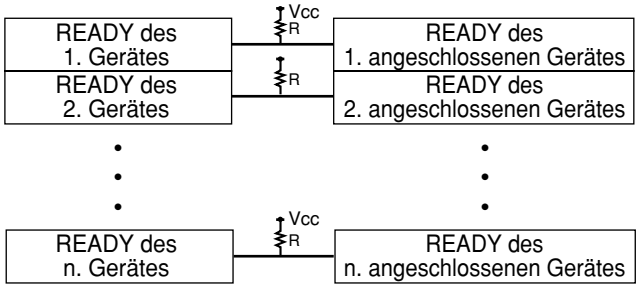 Vcc
R
READY des
1. Gerätes
READY des
1. angeschlossenen Gerätes
R
READY des
2. Gerätes
READY des
2. angeschlossenen Gerätes
Vcc
R
READY des
n. Gerätes
READY des
n. angeschlossenen Gerätes